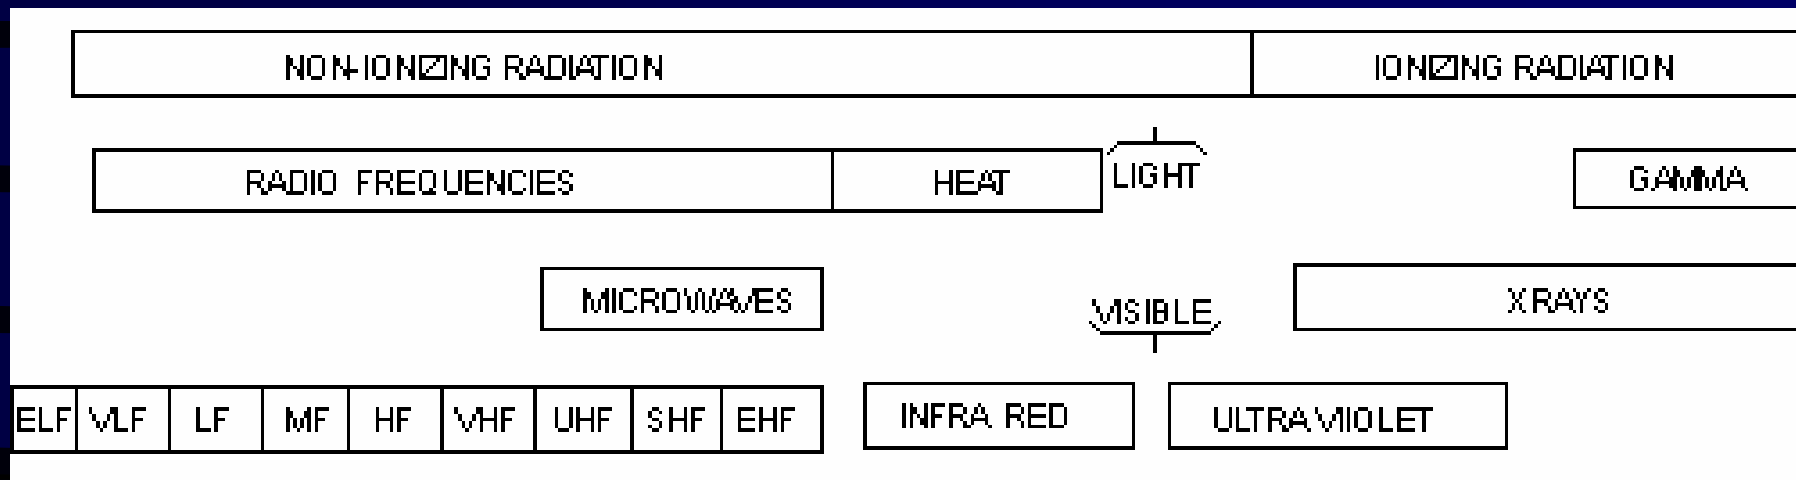 NON-IONIZING RADIATION IONIZING RADIATION
RADIO FREQUENCIES HEAT LIGHT GAMMA
MICROWAVES VISIBLE X RAYS
ELF VLF LF MF HF VHF UHF SHF EHF INFRA RED ULTRAVIOLET